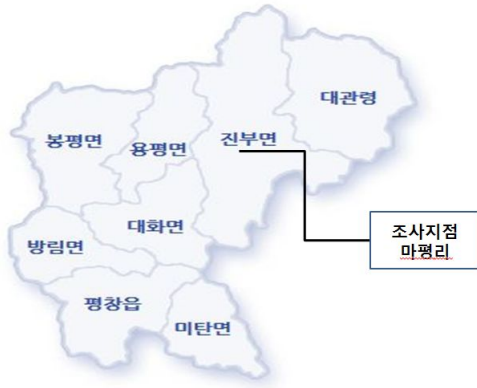 대관령
봉평면
용평면
진부면
대화면
방림면
평창읍
미탄면
조사지점
마평리